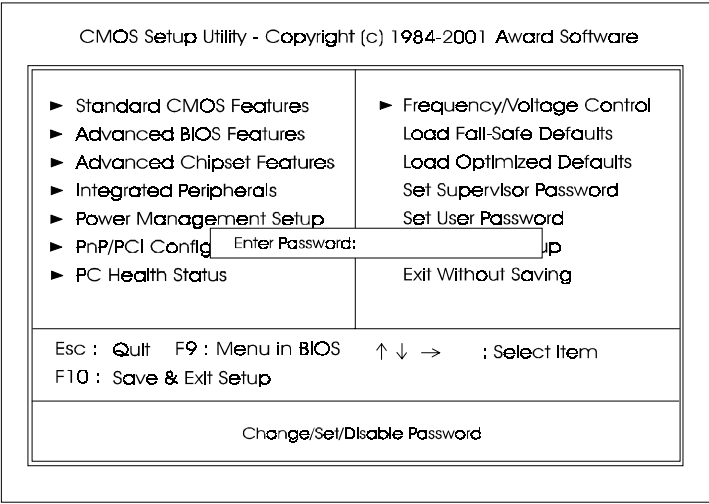 CMOS Setup Utility - Copyright (c) 1984-2001 Award Software
► Standard CMOS Features
► Advanced BIOS Features
► Advanced Chipset Features
► Integrated Peripherals
► Power Management Setup
► PnP/PCI Config
► PC Health Status
► Frequency/Voltage Control
Load Fail-Safe Defaults
Load Optimized Defaults
Set Supervisor Password
Set User Password
up
Exit Without Saving
Enter Password:
Esc : Quit F9 : Menu in BIOS ↑ ↓ → : Select Item
F10 : Save & Exit Setup
Change/Set/Disable Password